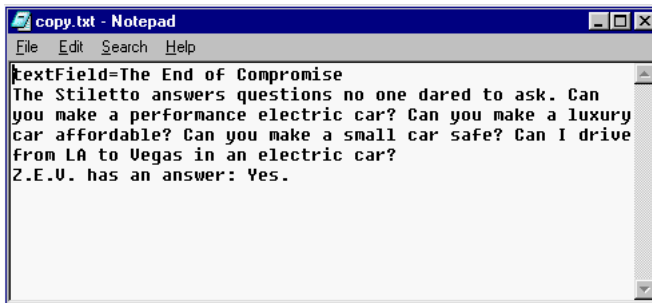 copy.txt - Notepad
File Edit Search Help
textField=The End of Compromise
The Stiletto answers questions no one dared to ask. Can
you make a performance electric car? Can you make a luxury
car affordable? Can you make a small car safe? Can I drive
from LA to Vegas in an electric car?
Z.E.V. has an answer: Yes.